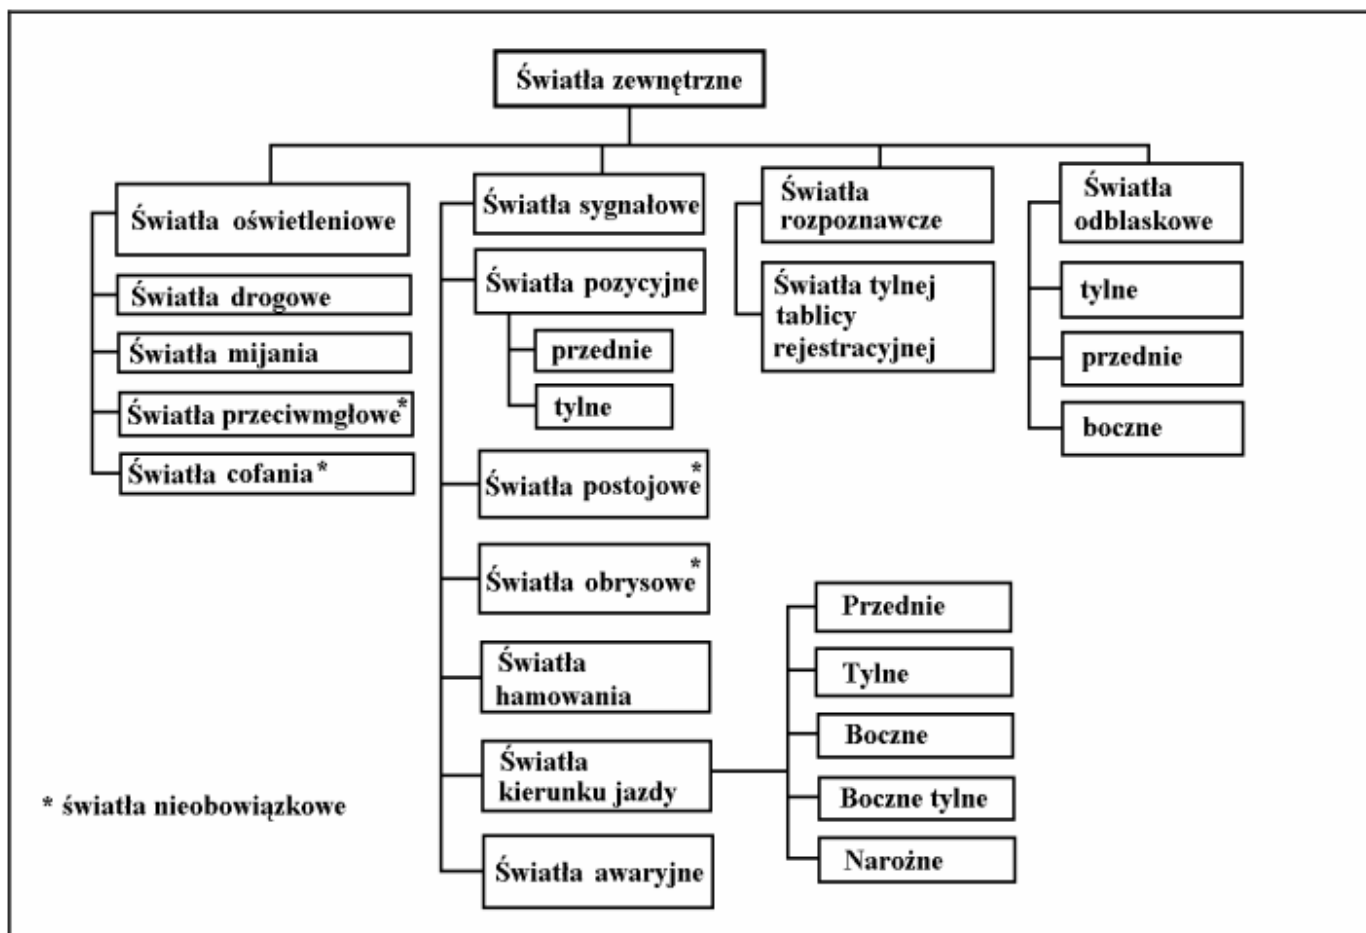 Światła zewnętrzne
Światła oświetleniowe
Światła drogowe
Światła mijania
Światła przeciwmgłowe*
Światła cofania*
Światła sygnałowe
Światła pozycyjne
przednie
tylne
Światła postojowe*
Światła obrysowe*
Światła
hamowania
Światła
kierunku jazdy
Światła awaryjne
Przednie
Tylne
Boczne
Boczne tylne
Narożne
Światła
rozpoznawcze
Światła tylnej
tablicy
rejestracyjnej
Światła
odblaskowe
tylne
przednie
boczne
* światła nieobowiązkowe